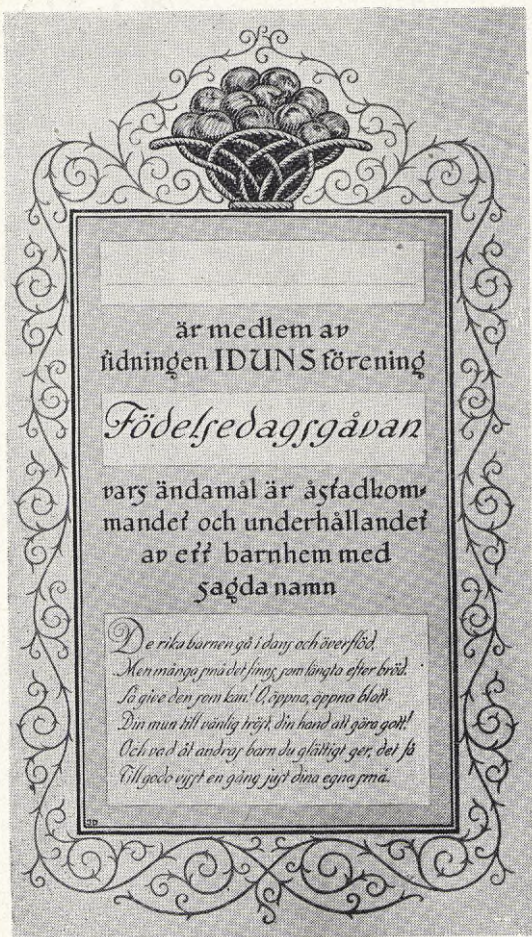 är medlem av
tidningen IDUNS förening
Födelsedagsgåvan
vars ändamål är åstadkom-
mandet och underhållandet
av ett barnhem med
sagda namn
De rika barnen gå i dans och överflöd,
Men många små det finns som längta efter bröd.
Så give den som kan! O, öppna, öppna blott
Din mun till vänlig tröst, din hand att göra gott!
Och vad åt andras barn du glättigt ger, det få
Till godo visst en gång just dina egna små.